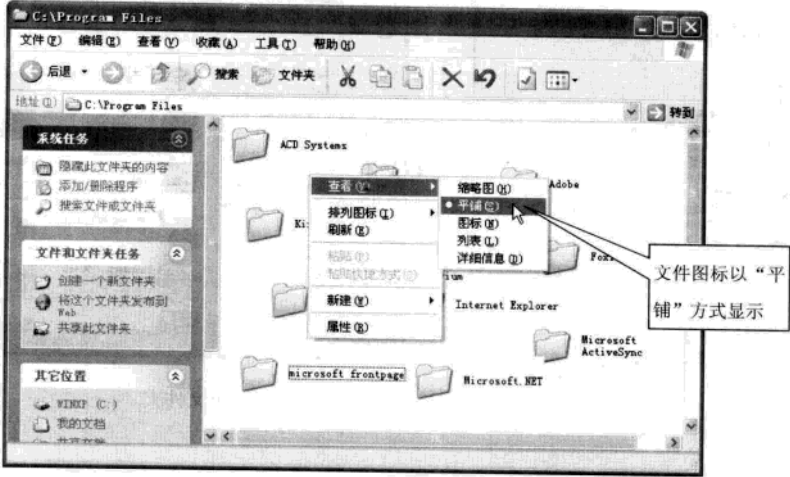 C:\Program Files
文件(F) 编辑(E) 查看(V) 收藏(A) 工具(T) 帮助(H)
后退 搜索 文件夹
地址(D) C:\Program Files 转到
系统任务
隐藏此文件夹的内容
添加/删除程序
搜索文件或文件夹
文件和文件夹任务
创建一个新文件夹
将这个文件夹发布到
Web
共享此文件夹
其它位置
WINXP (C:)
我的文档
共享文档
ACD Systems
Adobe
Internet Explorer
Microsoft
ActiveSync
microsoft frontpage
Microsoft.NET
查看(V)
排列图标(I)
刷新(E)
粘贴(P)
粘贴快捷方式(S)
新建(W)
属性(R)
缩略图(H)
平铺(S)
图标(N)
列表(L)
详细信息(D)
文件图标以“平
铺”方式显示